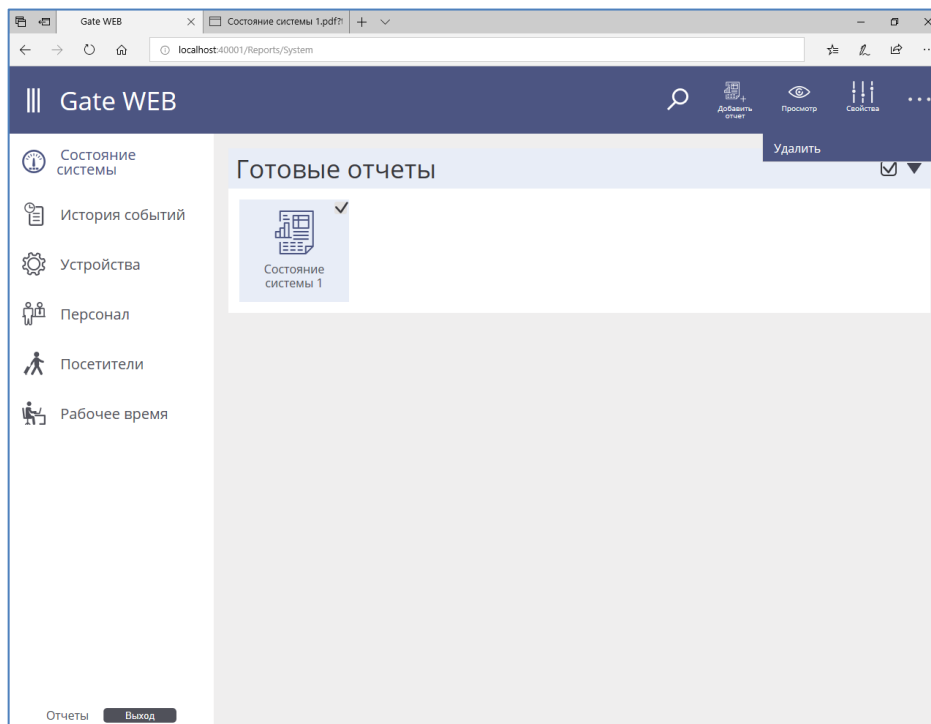 Gate WEB
Состояние системы 1.pdf?!
localhost:40001/Reports/System
Gate WEB
Добавить
отчет
Просмотр
Свойства
Удалить
Состояние
системы
История событий
Устройства
Персонал
Посетители
Рабочее время
Готовые отчеты
Состояние
системы 1
Отчеты
Выход